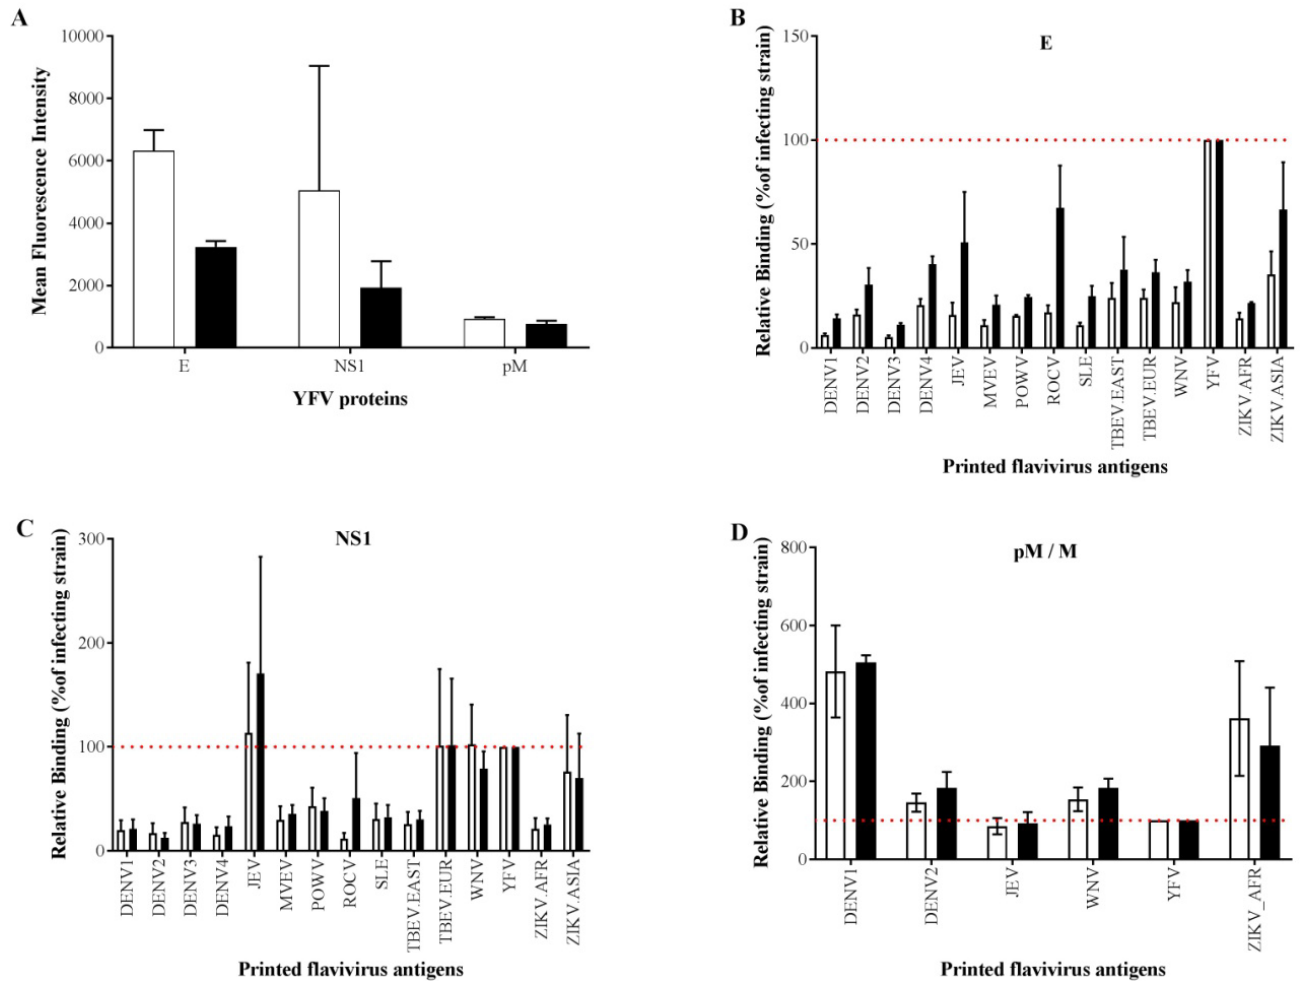 A
10000
8000
6000
4000
2000
0
Mean Fluorescence Intensity
E NS1 pM
YFV proteins
B
E
150
100
50
0
Relative Binding (%of infecting strain)
DENV1
DENV2
DENV3
DENV4
JEV
MVEV
POWV
ROCV
SLE
TBEV.EAST
TBEV.EUR
WNV
YFV
ZIKV.AFR
ZIKV.ASIA
Printed flavivirus antigens
C
NS1
300
200
100
0
Relative Binding (%of infecting strain)
DENV1
DENV2
DENV3
DENV4
JEV
MVEV
POWV
ROCV
SLE
TBEV.EAST
TBEV.EUR
WNV
YFV
ZIKV.AFR
ZIKV.ASIA
Printed flavivirus antigens
D
pM / M
800
600
400
200
0
Relative Binding (%of infecting strain)
DENV1
DENV2
JEV
WNV
YFV
ZIKV_AFR
Printed flavivirus antigens